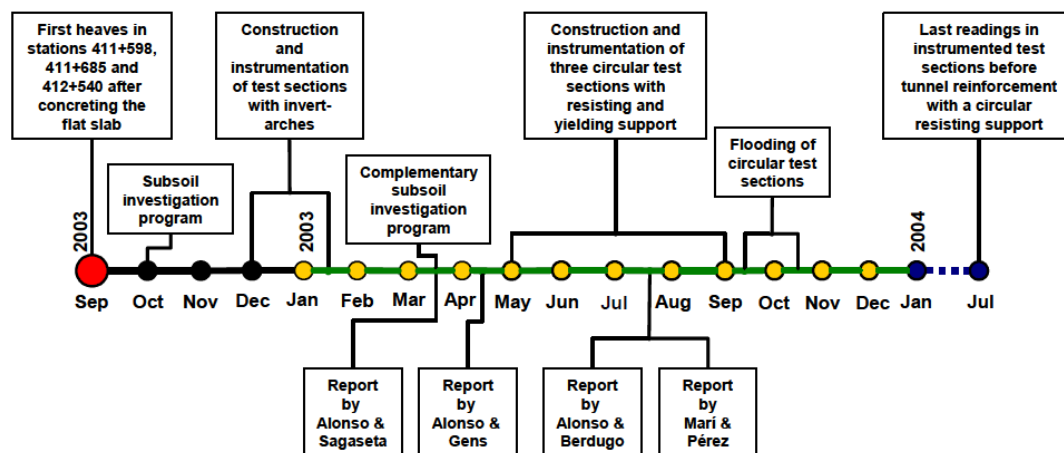 First heaves in
stations 411+598,
411+685 and
412+540 after
concreting the
flat slab
Construction
and
instrumentation
of test sections
with invert-
arches
Construction and
instrumentation of
three circular test
sections with
resisting and
yielding support
Last readings in
instrumented test
sections before
tunnel reinforcement
with a circular
resisting support
Subsoil
investigation
program
Complementary
subsoil
investigation
program
Flooding of
circular test
sections
2003
2003
2004
Sep
Oct
Nov
Dec
Jan
Feb
Mar
Apr
May
Jun
Jul
Aug
Sep
Oct
Nov
Dec
Jan
Jul
Report
by
Alonso &
Sagaseta
Report
by
Alonso &
Gens
Report
by
Alonso &
Berdugo
Report
by
Marí &
Pérez